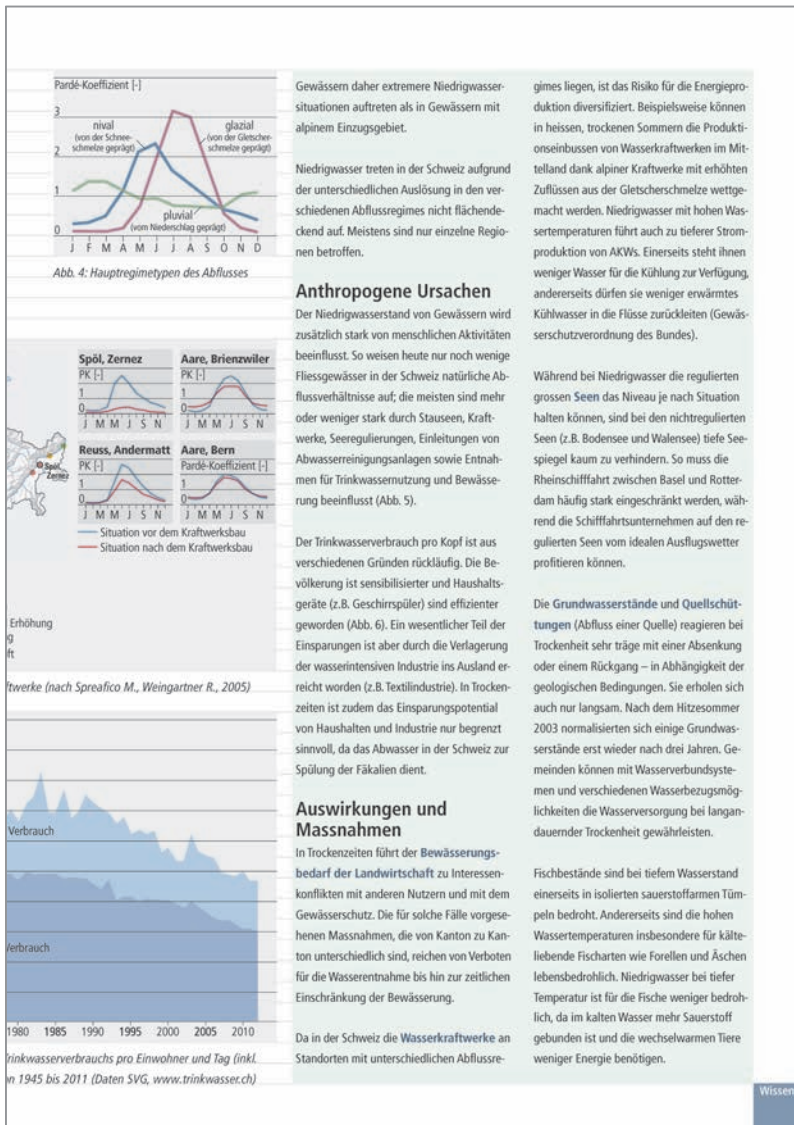 Pardé-Koeffizient [-]
3
nival
(von der Schnee-
schmelze geprägt)
glazial
(von der Gletscher-
schmelze geprägt)
2
1
pluvial
(vom Niederschlag geprägt)
0
J F M A M J J A S O N D
Abb. 4: Hauptregimetypen des Abflusses
Spöl, Zernez
PK [-]
1
0
J M M J S N
Aare, Brienzwiler
PK [-]
1
0
J M M J S N
Reuss, Andermatt
PK [-]
1
0
J M M J S N
Aare, Bern
Pardé-Koeffizient [-]
1
0
J M M J S N
Spöl,
Zernez
Situation vor dem Kraftwerksbau
Situation nach dem Kraftwerksbau
Erhöhung
g
ft
ftwerke (nach Spreafico M., Weingartner R., 2005)
Verbrauch
Verbrauch
1980 1985 1990 1995 2000 2005 2010
Trinkwasserverbrauchs pro Einwohner und Tag (inkl.
n 1945 bis 2011 (Daten SVG, www.trinkwasser.ch)
Gewässern daher extremere Niedrigwasser-
situationen auftreten als in Gewässern mit
alpinem Einzugsgebiet.
Niedrigwasser treten in der Schweiz aufgrund
der unterschiedlichen Auslösung in den ver-
schiedenen Abflussregimes nicht flächende-
ckend auf. Meistens sind nur einzelne Regio-
nen betroffen.
Anthropogene Ursachen
Der Niedrigwasserstand von Gewässern wird
zusätzlich stark von menschlichen Aktivitäten
beeinflusst. So weisen heute nur noch wenige
Fliessgewässer in der Schweiz natürliche Ab-
flussverhältnisse auf; die meisten sind mehr
oder weniger stark durch Stauseen, Kraft-
werke, Seeregulierungen, Einleitungen von
Abwasserreinigungsanlagen sowie Entnah-
men für Trinkwassernutzung und Bewässe-
rung beeinflusst (Abb. 5).
Der Trinkwasserverbrauch pro Kopf ist aus
verschiedenen Gründen rückläufig. Die Be-
völkerung ist sensibilisierter und Haushalts-
geräte (z.B. Geschirrspüler) sind effizienter
geworden (Abb. 6). Ein wesentlicher Teil der
Einsparungen ist aber durch die Verlagerung
der wasserintensiven Industrie ins Ausland er-
reicht worden (z.B. Textilindustrie). In Trocken-
zeiten ist zudem das Einsparungspotential
von Haushalten und Industrie nur begrenzt
sinnvoll, da das Abwasser in der Schweiz zur
Spülung der Fäkalien dient.
Auswirkungen und
Massnahmen
In Trockenzeiten führt der Bewässerungs-
bedarf der Landwirtschaft zu Interessen-
konflikten mit anderen Nutzern und mit dem
Gewässerschutz. Die für solche Fälle vorgese-
henen Massnahmen, die von Kanton zu Kan-
ton unterschiedlich sind, reichen von Verboten
für die Wasserentnahme bis hin zur zeitlichen
Einschränkung der Bewässerung.
Da in der Schweiz die Wasserkraftwerke an
Standorten mit unterschiedlichen Abflussre-
gimes liegen, ist das Risiko für die Energiepro-
duktion diversifiziert. Beispielsweise können
in heissen, trockenen Sommern die Produkti-
onseinbussen von Wasserkraftwerken im Mit-
telland dank alpiner Kraftwerke mit erhöhten
Zuflüssen aus der Gletscherschmelze wettge-
macht werden. Niedrigwasser mit hohen Was-
sertemperaturen führt auch zu tieferer Strom-
produktion von AKWs. Einerseits steht ihnen
weniger Wasser für die Kühlung zur Verfügung,
andererseits dürfen sie weniger erwärmtes
Kühlwasser in die Flüsse zurückleiten (Gewäs-
serschutzverordnung des Bundes).
Während bei Niedrigwasser die regulierten
grossen Seen das Niveau je nach Situation
halten können, sind bei den nichtregulierten
Seen (z.B. Bodensee und Walensee) tiefe See-
spiegel kaum zu verhindern. So muss die
Rheinschifffahrt zwischen Basel und Rotter-
dam häufig stark eingeschränkt werden, wäh-
rend die Schifffahrtsunternehmen auf den re-
gulierten Seen vom idealen Ausflugswetter
profitieren können.
Die Grundwasserstände und Quellschüt-
tungen (Abfluss einer Quelle) reagieren bei
Trockenheit sehr träge mit einer Absenkung
oder einem Rückgang – in Abhängigkeit der
geologischen Bedingungen. Sie erholen sich
auch nur langsam. Nach dem Hitzesommer
2003 normalisierten sich einige Grundwas-
serstände erst wieder nach drei Jahren. Ge-
meinden können mit Wasserverbundsyste-
men und verschiedenen Wasserbezugsmög-
lichkeiten die Wasserversorgung bei langan-
dauernder Trockenheit gewährleisten.
Fischbestände sind bei tiefem Wasserstand
einerseits in isolierten sauerstoffarmen Tüm-
peln bedroht. Andererseits sind die hohen
Wassertemperaturen insbesondere für kälte-
liebende Fischarten wie Forellen und Äschen
lebensbedrohlich. Niedrigwasser bei tiefer
Temperatur ist für die Fische weniger bedroh-
lich, da im kalten Wasser mehr Sauerstoff
gebunden ist und die wechselwarmen Tiere
weniger Energie benötigen.
Wissen